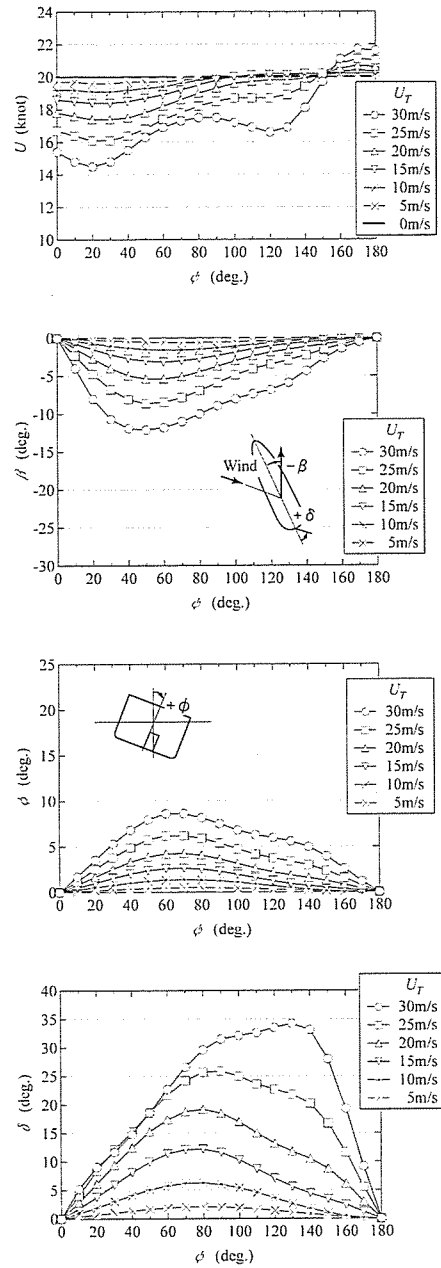 24
22
20
18
16
14
12
10
U (knot)
0 20 40 60 80 100 120 140 160 180
(deg.)
U_T
30m/s
25m/s
20m/s
15m/s
10m/s
5m/s
0m/s
0
-5
-10
-15
-20
-25
-30
β (deg.)
Wind
-β
+δ
0 20 40 60 80 100 120 140 160 180
(deg.)
U_T
30m/s
25m/s
20m/s
15m/s
10m/s
5m/s
25
20
15
10
5
0
ϕ (deg.)
+ϕ
0 20 40 60 80 100 120 140 160 180
(deg.)
U_T
30m/s
25m/s
20m/s
15m/s
10m/s
5m/s
40
35
30
25
20
15
10
5
0
δ (deg.)
0 20 40 60 80 100 120 140 160 180
(deg.)
U_T
30m/s
25m/s
20m/s
15m/s
10m/s
5m/s